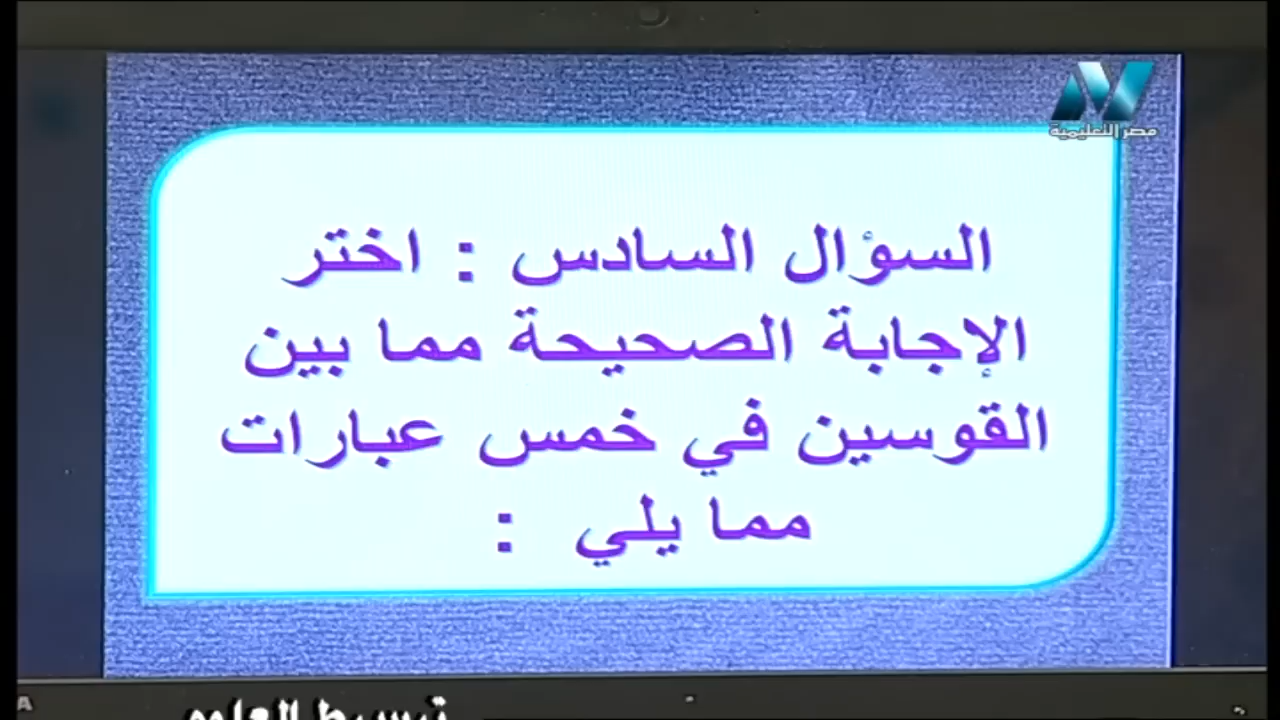 مصر التعليمية
السؤال السادس : اختر
الإجابة الصحيحة مما بين
القوسين في خمس عبارات
مما يلي :